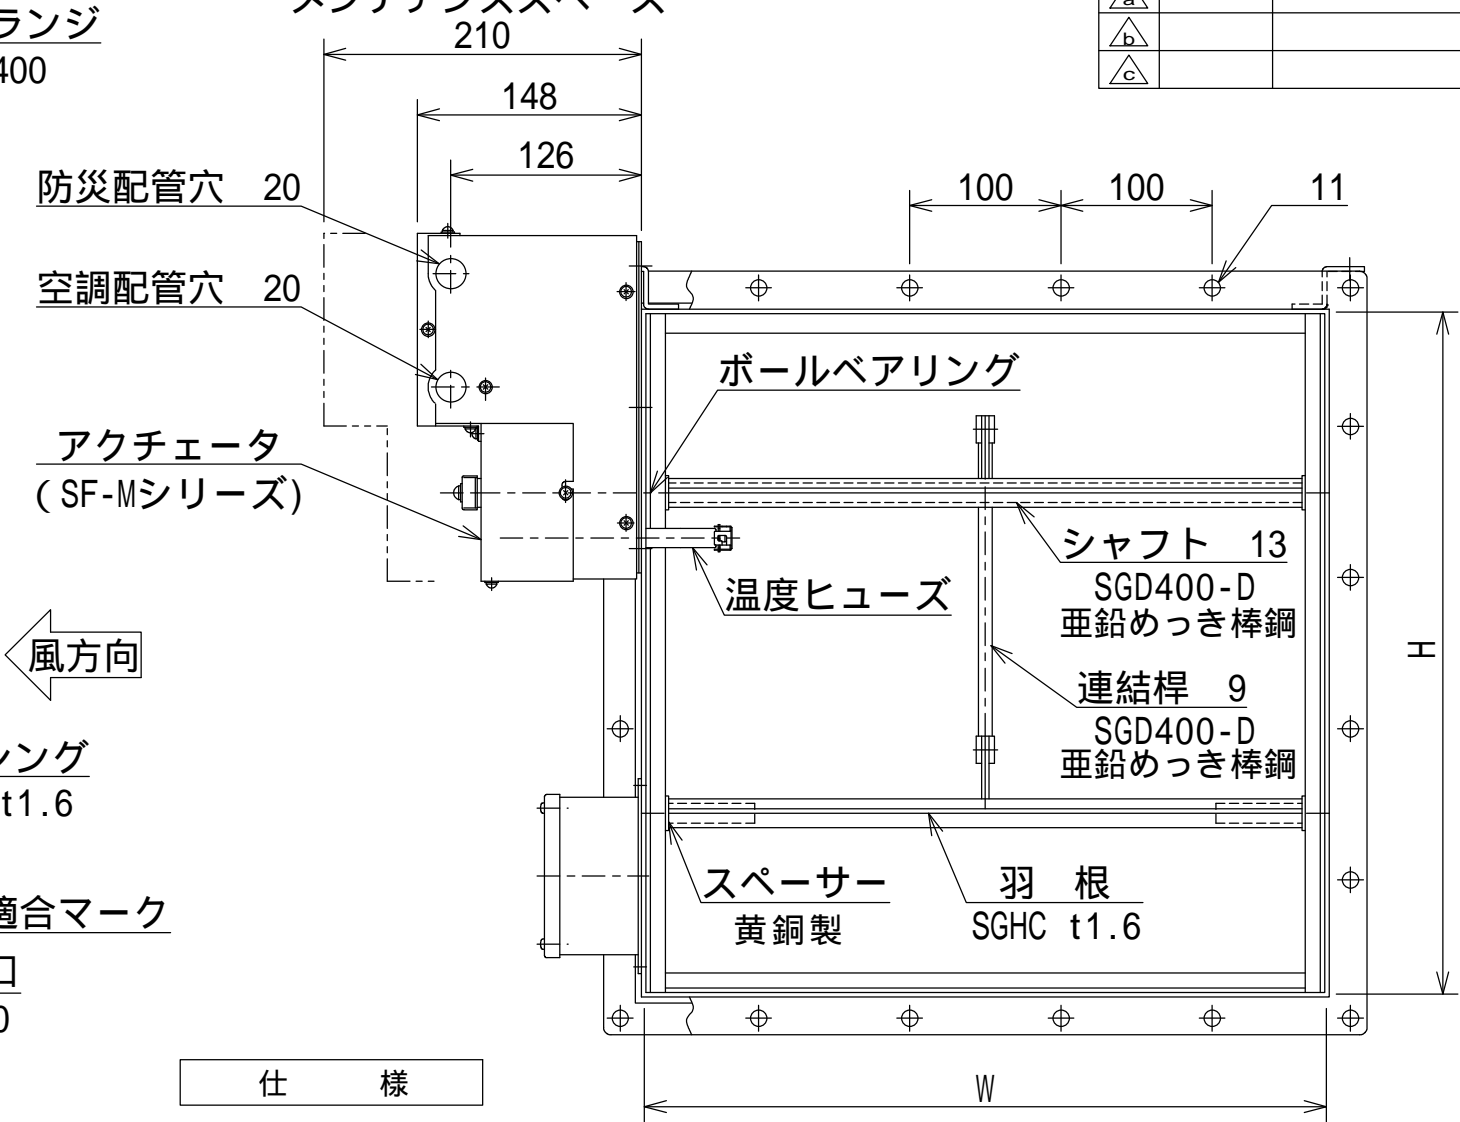 メンテナンススペース
ランジ
400
210
148
126
a
b
c
防災配管穴 20
100
100
11
空調配管穴 20
ボールベアリング
アクチェータ
(SF-Mシリーズ)
シャフト 13
SGD400-D
亜鉛めっき棒鋼
温度ヒューズ
風方向
H
連結桿 9
SGD400-D
亜鉛めっき棒鋼
シング
t1.6
スペーサー
黄銅製
羽 根
SGHC t1.6
適合マーク
口
0
仕 様
W